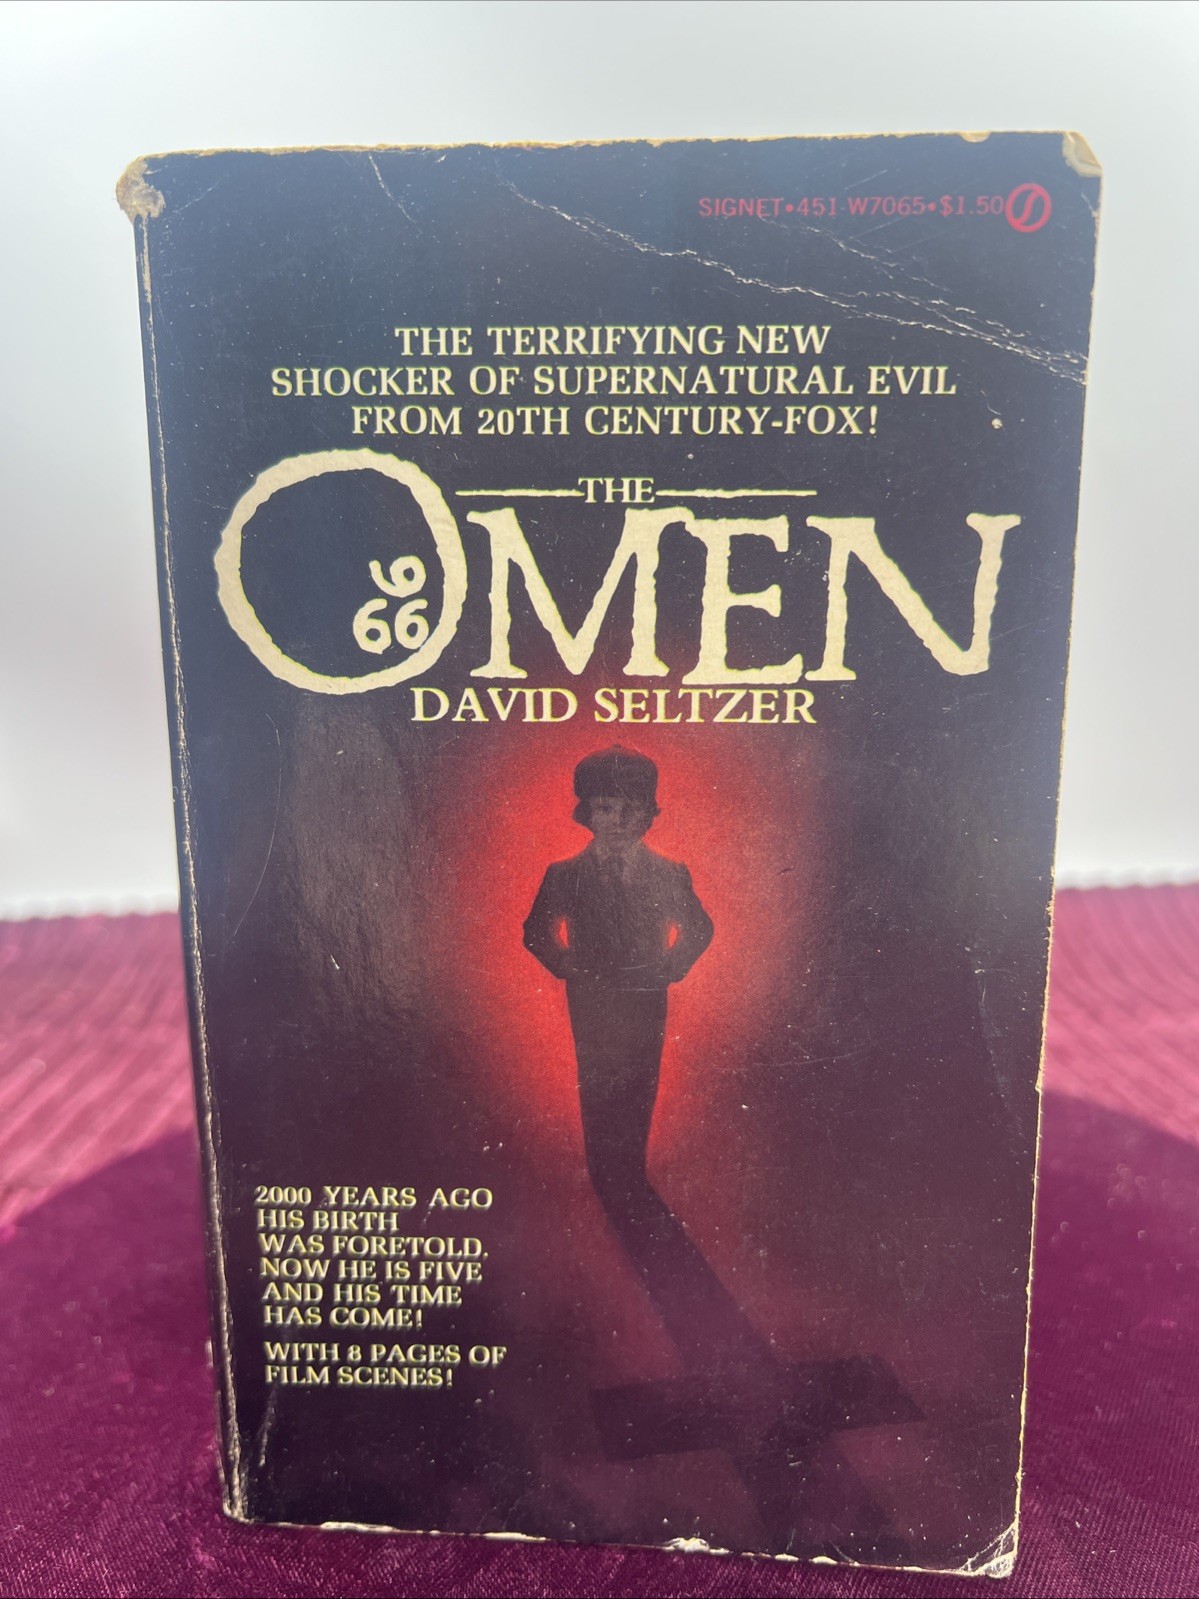 SIGNET•451-W7065•$1.50
THE TERRIFYING NEW
SHOCKER OF SUPERNATURAL EVIL
FROM 20TH CENTURY-FOX!
THE
OMEN
6
66
DAVID SELTZER
2000 YEARS AGO
HIS BIRTH
WAS FORETOLD.
NOW HE IS FIVE
AND HIS TIME
HAS COME!
WITH 8 PAGES OF
FILM SCENES!